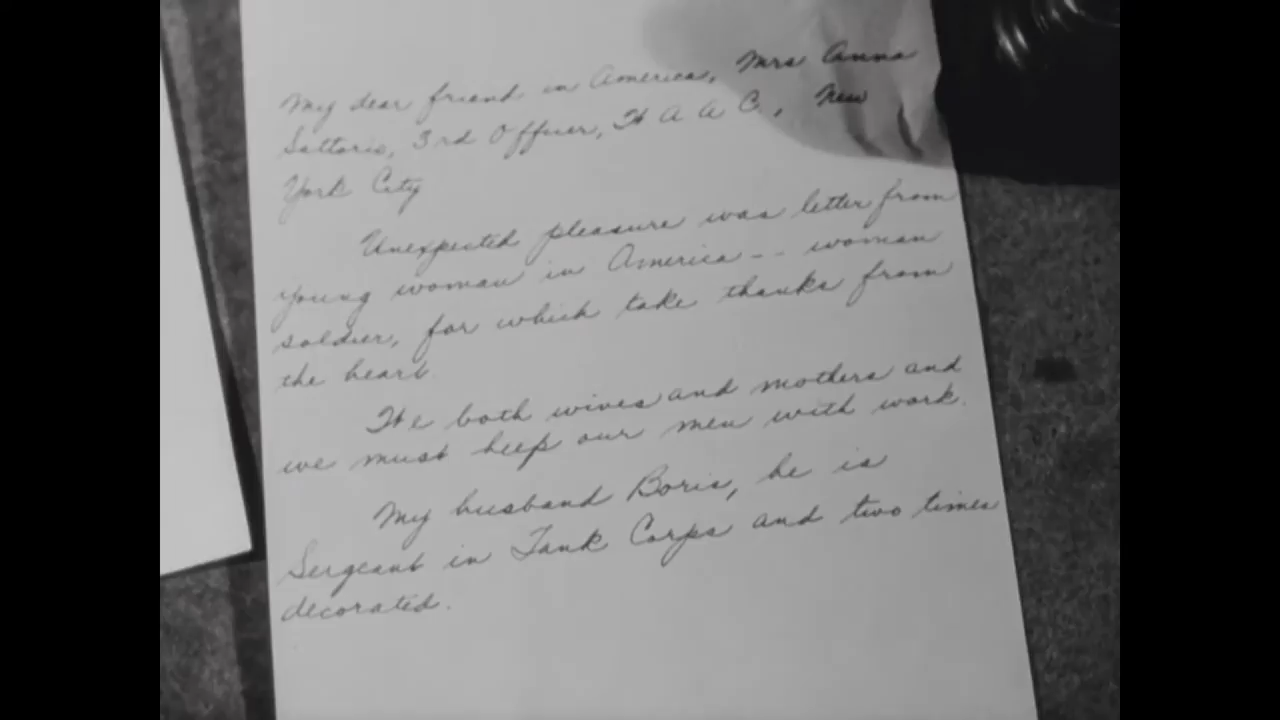 My dear friend in America, Mrs Anna
Sattoric, 3rd Officer, W A A C, New
York City
Unexpected pleasure was letter from
young woman in America -- woman
soldier, for which take thanks from
the heart.
We both wives and mothers and
we must help our men with work.
My husband Boris, he is
Sergeant in Tank Corps and two times
decorated.